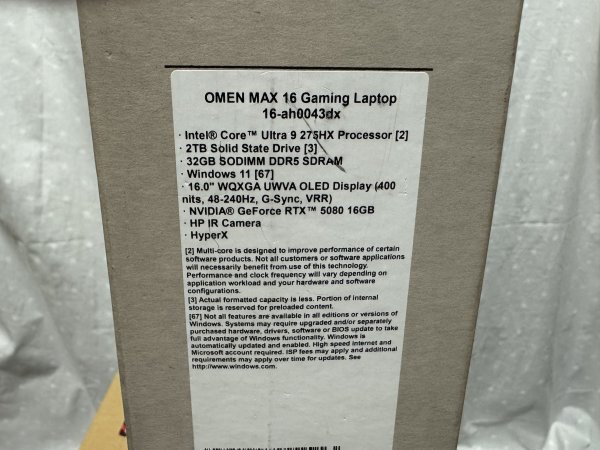 OMEN MAX 16 Gaming Laptop
16-ah0043dx
· Intel® Core™ Ultra 9 275HX Processor [2]
· 2TB Solid State Drive [3]
· 32GB SODIMM DDR5 SDRAM
· Windows 11 [67]
· 16.0" WQXGA UWVA OLED Display (400
nits, 48-240Hz, G-Sync, VRR)
· NVIDIA® GeForce RTX™ 5080 16GB
· HP IR Camera
· HyperX
[2] Multi-core is designed to improve performance of certain
software products. Not all customers or software applications
will necessarily benefit from use of this technology.
Performance and clock frequency will vary depending on
application workload and your hardware and software
configurations.
[3] Actual formatted capacity is less. Portion of internal
storage is reserved for preloaded content.
[67] Not all features are available in all editions or versions of
Windows. Systems may require upgraded and/or separately
purchased hardware, drivers, software or BIOS update to take
full advantage of Windows functionality. Windows is
automatically updated and enabled. High speed internet and
Microsoft account required. ISP fees may apply and additional
requirements may apply over time for updates. See
http://www.windows.com.